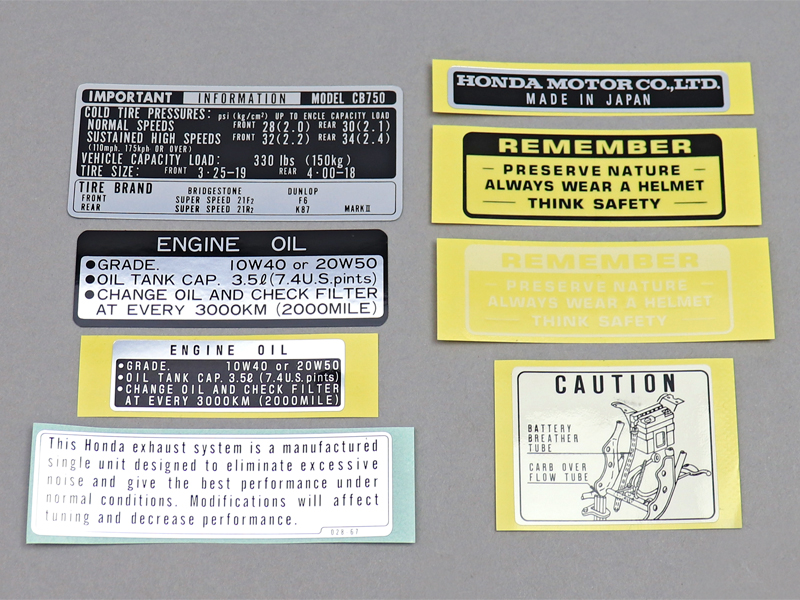 IMPORTANT INFORMATION MODEL CB750
COLD TIRE PRESSURES: psi (kg/cm²) UP TO ENCLE CAPACITY LOAD
NORMAL SPEEDS FRONT 28(2.0) REAR 30(2.1)
SUSTAINED HIGH SPEEDS FRONT 32(2.2) REAR 34(2.4)
(110mph, 175kph OR OVER)
VEHICLE CAPACITY LOAD: 330 lbs (150kg)
TIRE SIZE: FRONT 3·25-19 REAR 4·00-18
TIRE BRAND BRIDGESTONE DUNLOP
FRONT SUPER SPEED 21F2 F6
REAR SUPER SPEED 21R2 K87 MARKⅡ
ENGINE OIL
●GRADE. 10W40 or 20W50
●OIL TANK CAP. 3.5ℓ(7.4U.S.pints)
●CHANGE OIL AND CHECK FILTER
AT EVERY 3000KM (2000MILE)
ENGINE OIL
●GRADE. 10W40 or 20W50
●OIL TANK CAP. 3.5ℓ (7.4U.S.pints)
●CHANGE OIL AND CHECK FILTER
AT EVERY 3000KM (2000MILE)
This Honda exhaust system is a manufactured
single unit designed to eliminate excessive
noise and give the best performance under
normal conditions. Modifications will affect
tuning and decrease performance.
028 67
HONDA MOTOR CO.,LTD.
MADE IN JAPAN
REMEMBER
PRESERVE NATURE
ALWAYS WEAR A HELMET
THINK SAFETY
REMEMBER
PRESERVE NATURE
ALWAYS WEAR A HELMET
THINK SAFETY
CAUTION
BATTERY
BREATHER
TUBE
CARB OVER
FLOW TUBE